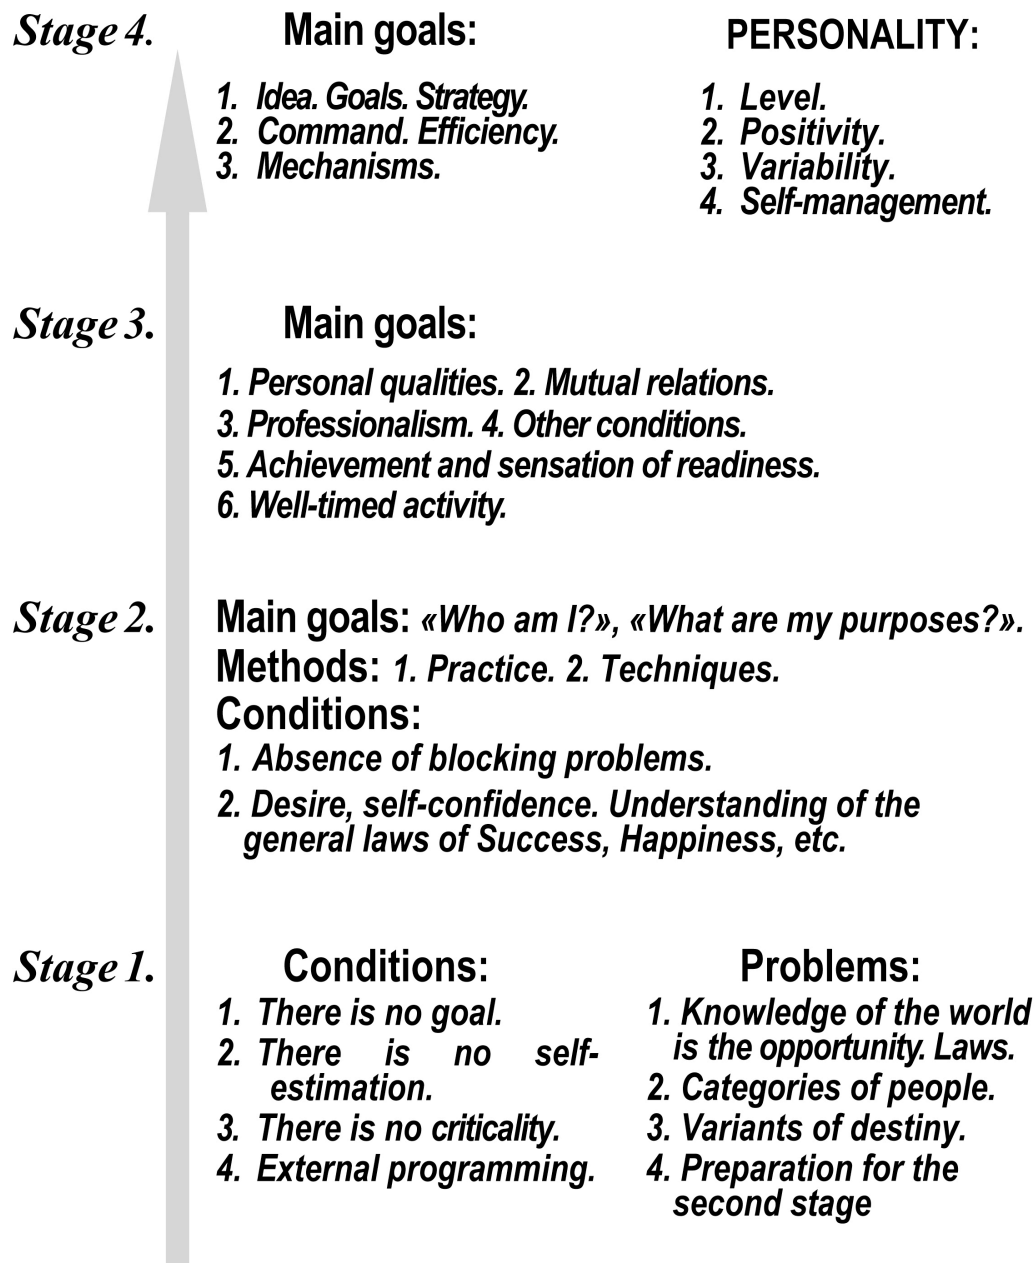 Stage 4.
Main goals:
1. Idea. Goals. Strategy.
2. Command. Efficiency.
3. Mechanisms.
PERSONALITY:
1. Level.
2. Positivity.
3. Variability.
4. Self-management.
Stage 3.
Main goals:
1. Personal qualities. 2. Mutual relations.
3. Professionalism. 4. Other conditions.
5. Achievement and sensation of readiness.
6. Well-timed activity.
Stage 2.
Main goals: «Who am I?», «What are my purposes?».
Methods: 1. Practice. 2. Techniques.
Conditions:
1. Absence of blocking problems.
2. Desire, self-confidence. Understanding of the
general laws of Success, Happiness, etc.
Stage 1.
Conditions:
1. There is no goal.
2. There is no self-
estimation.
3. There is no criticality.
4. External programming.
Problems:
1. Knowledge of the world
is the opportunity. Laws.
2. Categories of people.
3. Variants of destiny.
4. Preparation for the
second stage